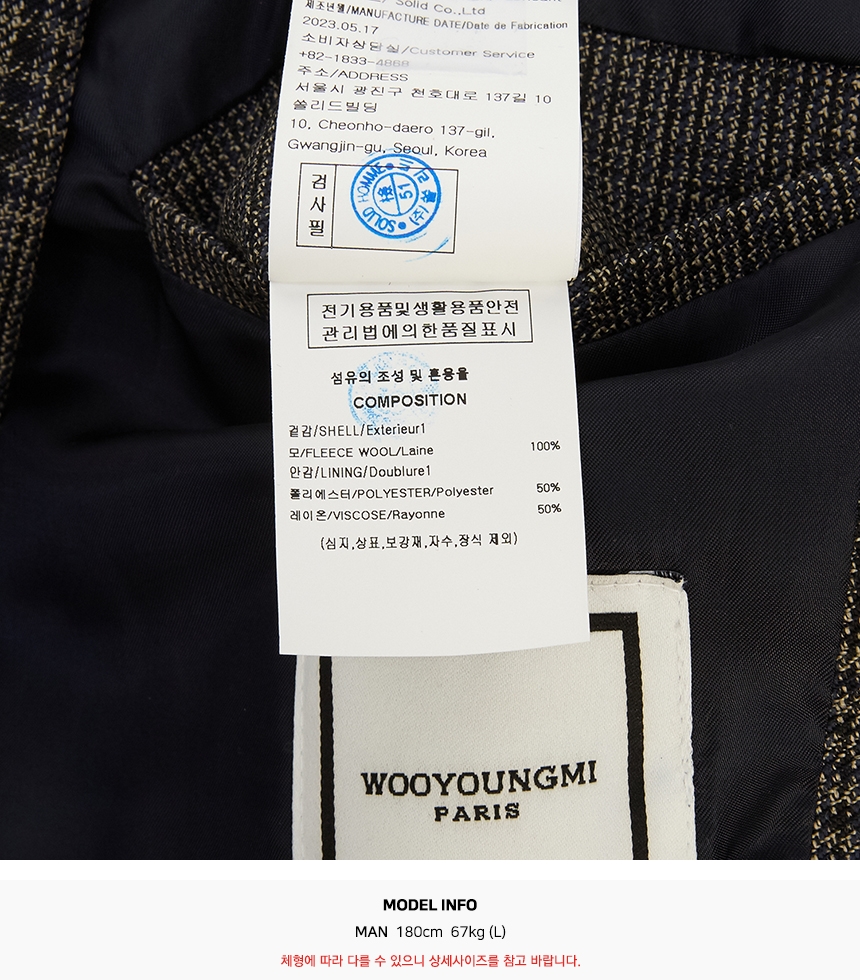 Solid Co.,Ltd
제조년월/MANUFACTURE DATE/Date de Fabrication
2023.05.17
소비자상담실/Customer Service
+82-1833-4868
주소/ADDRESS
서울시 광진구 천호대로 137길 10
쏠리드빌딩
10, Cheonho-daero 137-gil,
Gwangjin-gu, Seoul, Korea
검사필
SOLID HOMME
51
전기용품및생활용품안전
관리법에의한품질표시
섬유의 조성 및 혼용율
COMPOSITION
겉감/SHELL/Exterieur1
모/FLEECE WOOL/Laine 100%
안감/LINING/Doublure1
폴리에스터/POLYESTER/Polyester 50%
레이온/VISCOSE/Rayonne 50%
(심지,상표,보강재,자수,장식 제외)
WOOYOUNGMI
PARIS
MODEL INFO
MAN 180cm 67kg (L)
체형에 따라 다를 수 있으니 상세사이즈를 참고 바랍니다.